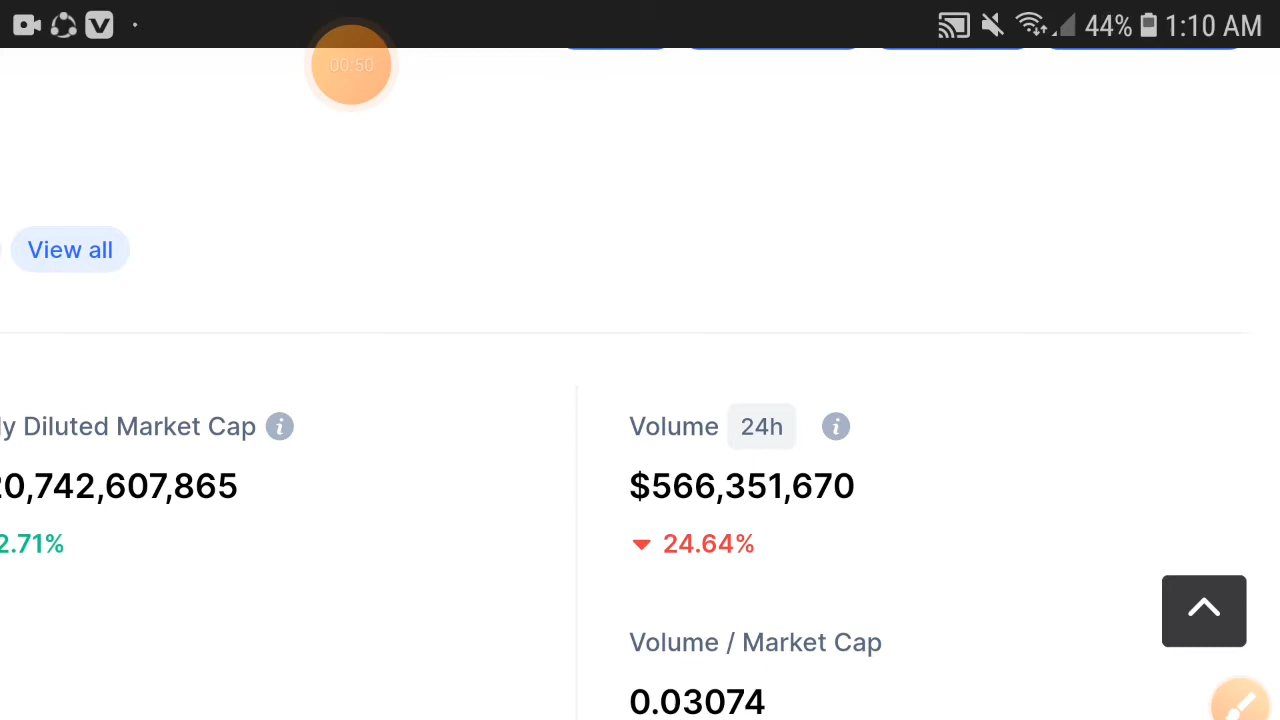 44% 1:10 AM
00:50
View all
ly Diluted Market Cap
20,742,607,865
2.71%
Volume 24h
$566,351,670
24.64%
Volume / Market Cap
0.03074